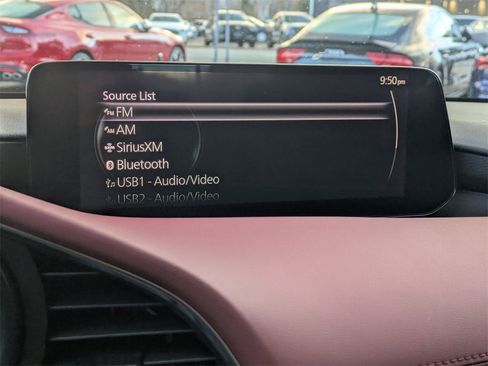 9:50pm
Source List
FM
AM
SiriusXM
Bluetooth
USB1 - Audio/Video
USB2 - Audio/Video